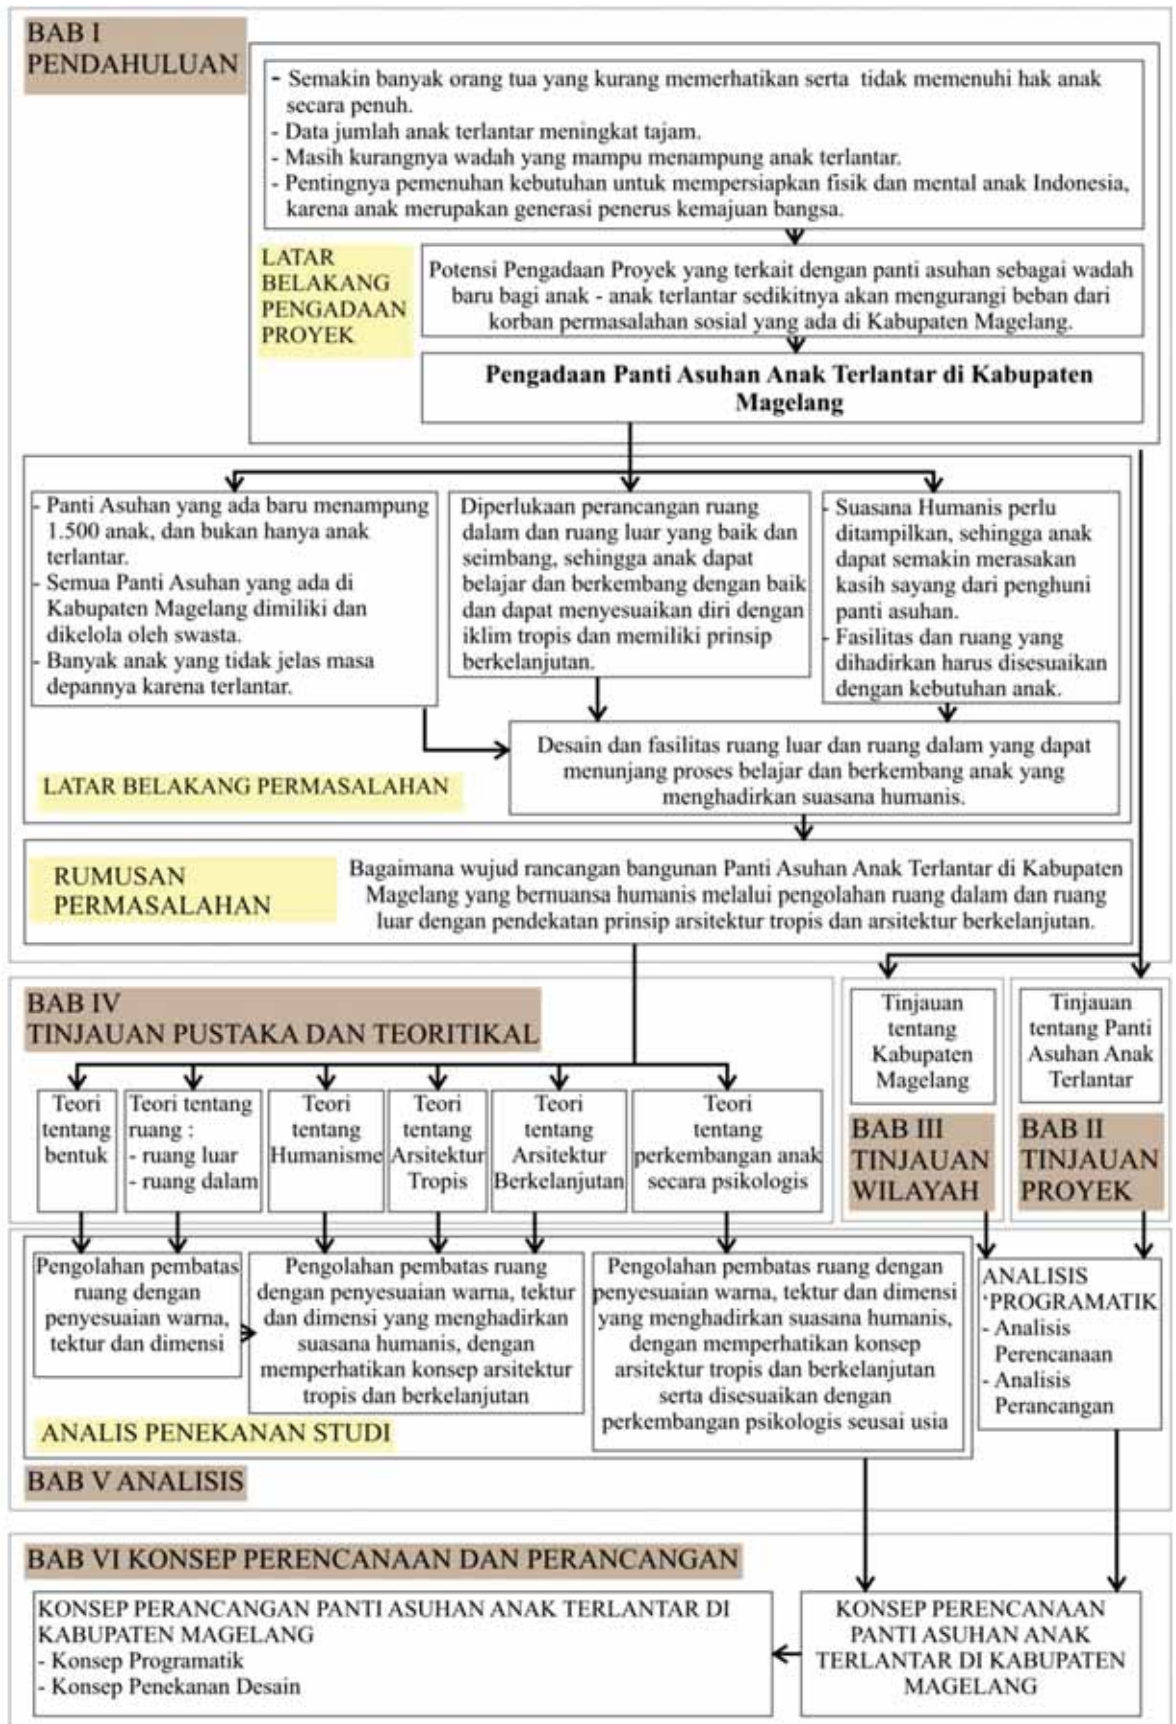 BAB I
PENDAHULUAN
- Semakin banyak orang tua yang kurang memerhatikan serta tidak memenuhi hak anak
secara penuh.
- Data jumlah anak terlantar meningkat tajam.
- Masih kurangnya wadah yang mampu menampung anak terlantar.
- Pentingnya pemenuhan kebutuhan untuk mempersiapkan fisik dan mental anak Indonesia,
karena anak merupakan generasi penerus kemajuan bangsa.
LATAR
BELAKANG
PENGADAAN
PROYEK
Potensi Pengadaan Proyek yang terkait dengan panti asuhan sebagai wadah
baru bagi anak - anak terlantar sedikitnya akan mengurangi beban dari
korban permasalahan sosial yang ada di Kabupaten Magelang.
Pengadaan Panti Asuhan Anak Terlantar di Kabupaten
Magelang
- Panti Asuhan yang ada baru menampung
1.500 anak, dan bukan hanya anak
terlantar.
- Semua Panti Asuhan yang ada di
Kabupaten Magelang dimiliki dan
dikelola oleh swasta.
- Banyak anak yang tidak jelas masa
depannya karena terlantar.
Diperlukaan perancangan ruang
dalam dan ruang luar yang baik dan
seimbang, sehingga anak dapat
belajar dan berkembang dengan baik
dan dapat menyesuaikan diri dengan
iklim tropis dan memiliki prinsip
berkelanjutan.
- Suasana Humanis perlu
ditampilkan, sehingga anak
dapat semakin merasakan
kasih sayang dari penghuni
panti asuhan.
- Fasilitas dan ruang yang
dihadirkan harus disesuaikan
dengan kebutuhan anak.
Desain dan fasilitas ruang luar dan ruang dalam yang dapat
menunjang proses belajar dan berkembang anak yang
menghadirkan suasana humanis.
LATAR BELAKANG PERMASALAHAN
RUMUSAN
PERMASALAHAN
Bagaimana wujud rancangan bangunan Panti Asuhan Anak Terlantar di Kabupaten
Magelang yang bernuansa humanis melalui pengolahan ruang dalam dan ruang
luar dengan pendekatan prinsip arsitektur tropis dan arsitektur berkelanjutan.
BAB IV
TINJAUAN PUSTAKA DAN TEORITIKAL
Teori
tentang
bentuk
Teori tentang
ruang :
- ruang luar
- ruang dalam
Teori
tentang
Humanisme
Teori
tentang
Arsitektur
Tropis
Teori
tentang
Arsitektur
Berkelanjutan
Teori
tentang
perkembangan anak
secara psikologis
Tinjauan
tentang
Kabupaten
Magelang
BAB III
TINJAUAN
WILAYAH
Tinjauan
tentang Panti
Asuhan Anak
Terlantar
BAB II
TINJAUAN
PROYEK
Pengolahan pembatas
ruang dengan
penyesuaian warna,
tektur dan dimensi
Pengolahan pembatas ruang
dengan penyesuaian warna, tektur
dan dimensi yang menghadirkan
suasana humanis, dengan
memperhatikan konsep arsitektur
tropis dan berkelanjutan
Pengolahan pembatas ruang dengan
penyesuaian warna, tektur dan dimensi
yang menghadirkan suasana humanis,
dengan memperhatikan konsep
arsitektur tropis dan berkelanjutan
serta disesuaikan dengan
perkembangan psikologis seusai usia
ANALISIS
‘PROGRAMATIK
- Analisis
Perencanaan
- Analisis
Perancangan
ANALIS PENEKANAN STUDI
BAB V ANALISIS
BAB VI KONSEP PERENCANAAN DAN PERANCANGAN
KONSEP PERANCANGAN PANTI ASUHAN ANAK TERLANTAR DI
KABUPATEN MAGELANG
- Konsep Programatik
- Konsep Penekanan Desain
KONSEP PERENCANAAN
PANTI ASUHAN ANAK
TERLANTAR DI KABUPATEN
MAGELANG